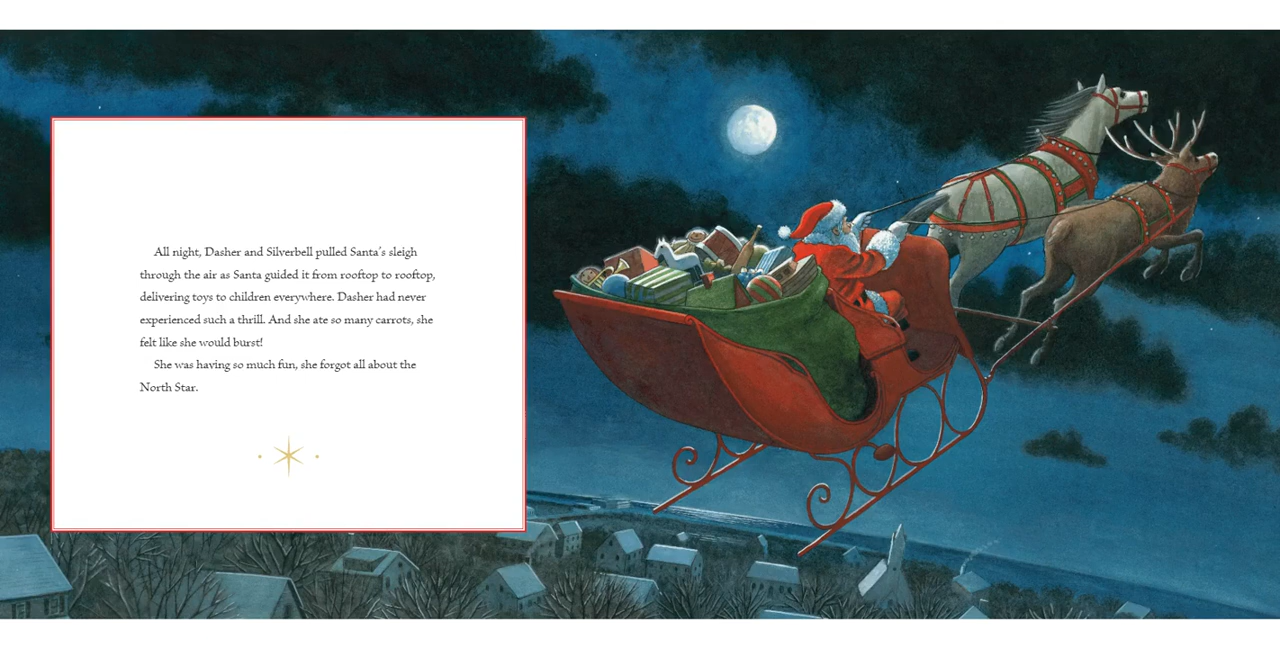 All night, Dasher and Silverbell pulled Santa’s sleigh
through the air as Santa guided it from rooftop to rooftop,
delivering toys to children everywhere. Dasher had never
experienced such a thrill. And she ate so many carrots, she
felt like she would burst!
She was having so much fun, she forgot all about the
North Star.